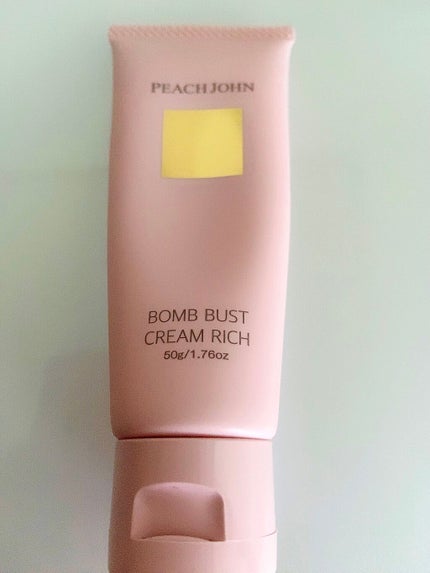 PEACH JOHN
BOMB BUST
CREAM RICH
50g/1.76oz